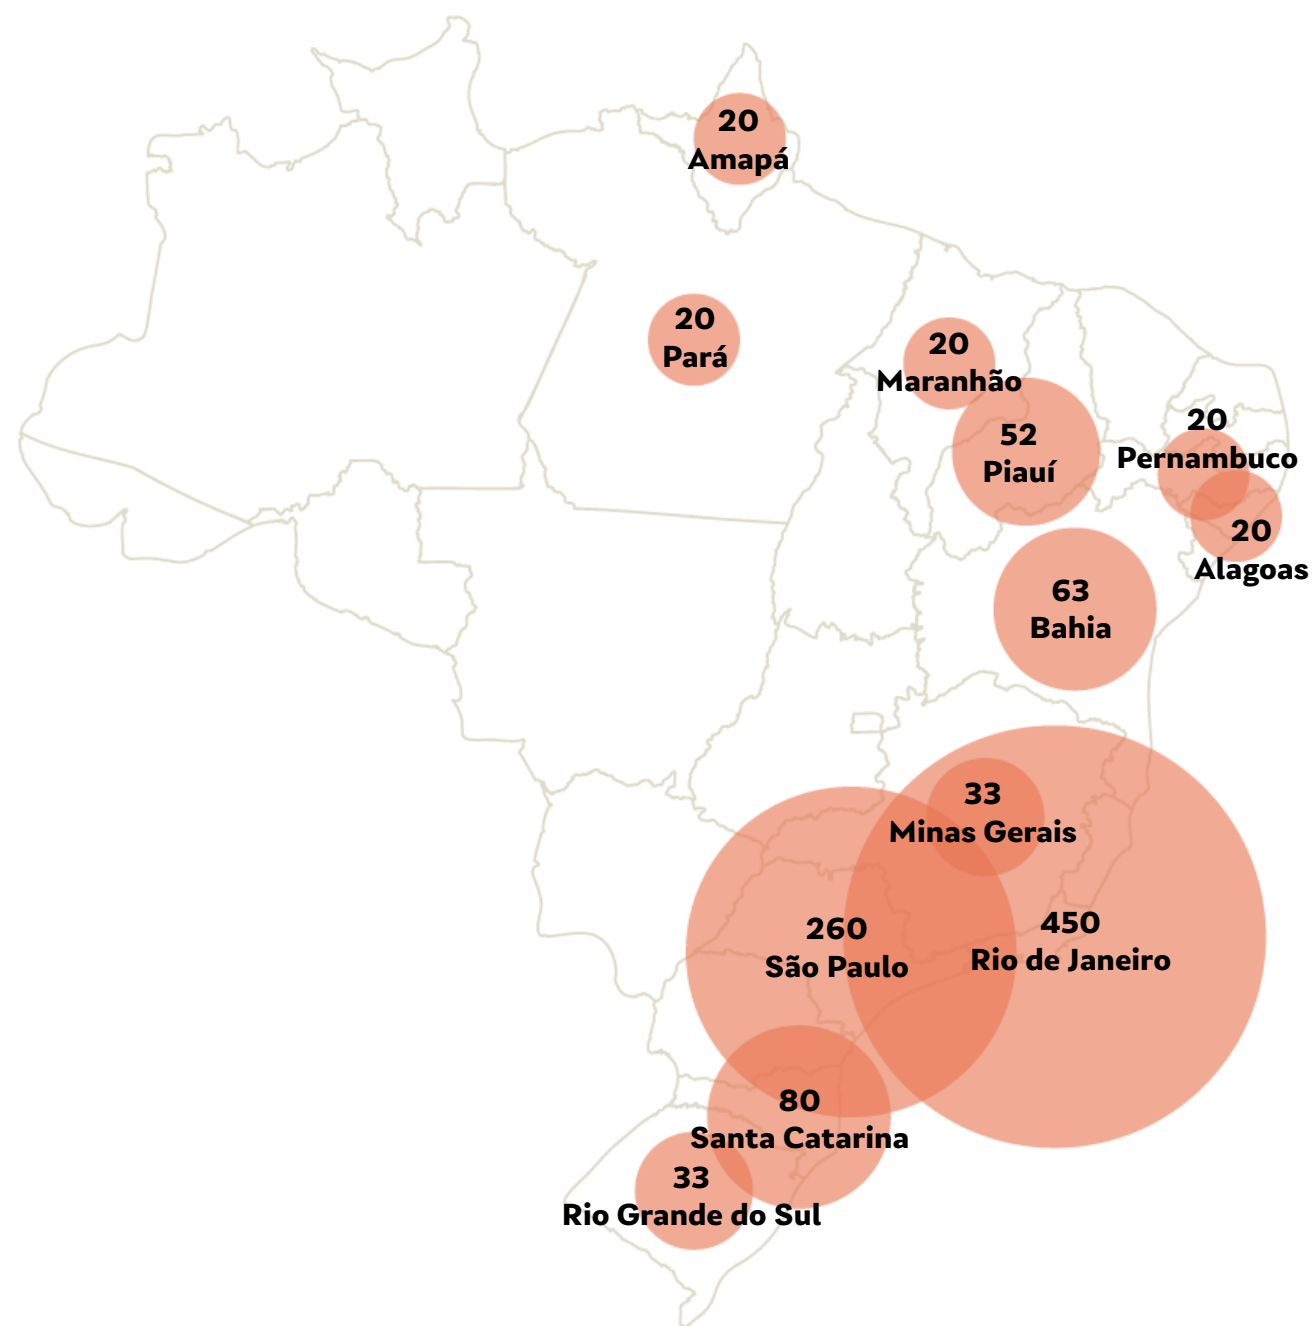 20
Amapá
20
Pará
20
Maranhão
52
Piauí
20
Pernambuco
20
Alagoas
63
Bahia
33
Minas Gerais
260
São Paulo
450
Rio de Janeiro
80
Santa Catarina
33
Rio Grande do Sul